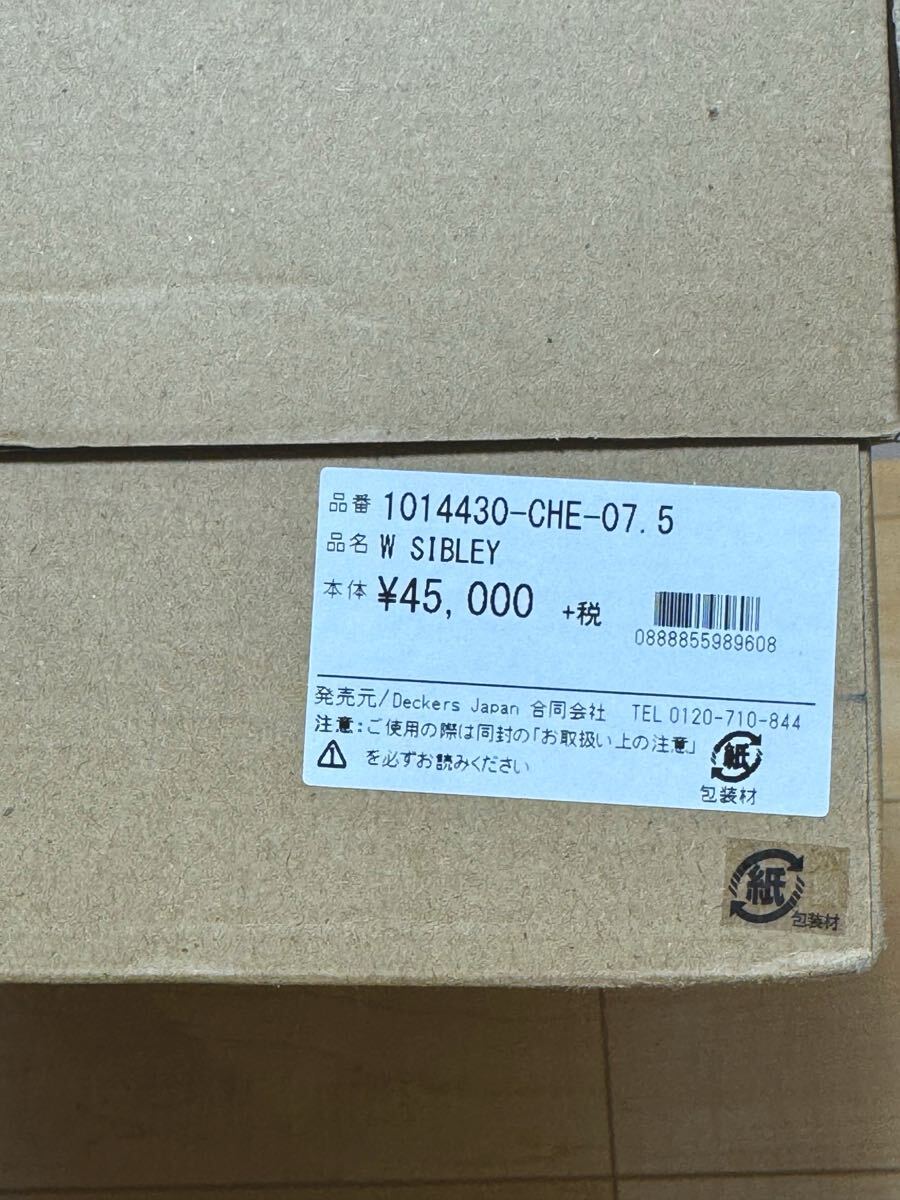 品番 1014430-CHE-07.5
品名 W SIBLEY
本体 ¥45,000 +税
0888855989608
発売元/Deckers Japan 合同会社 TEL 0120-710-844
注意:ご使用の際は同封の「お取扱い上の注意」
を必ずお読みください
紙
包装材
紙
包装材